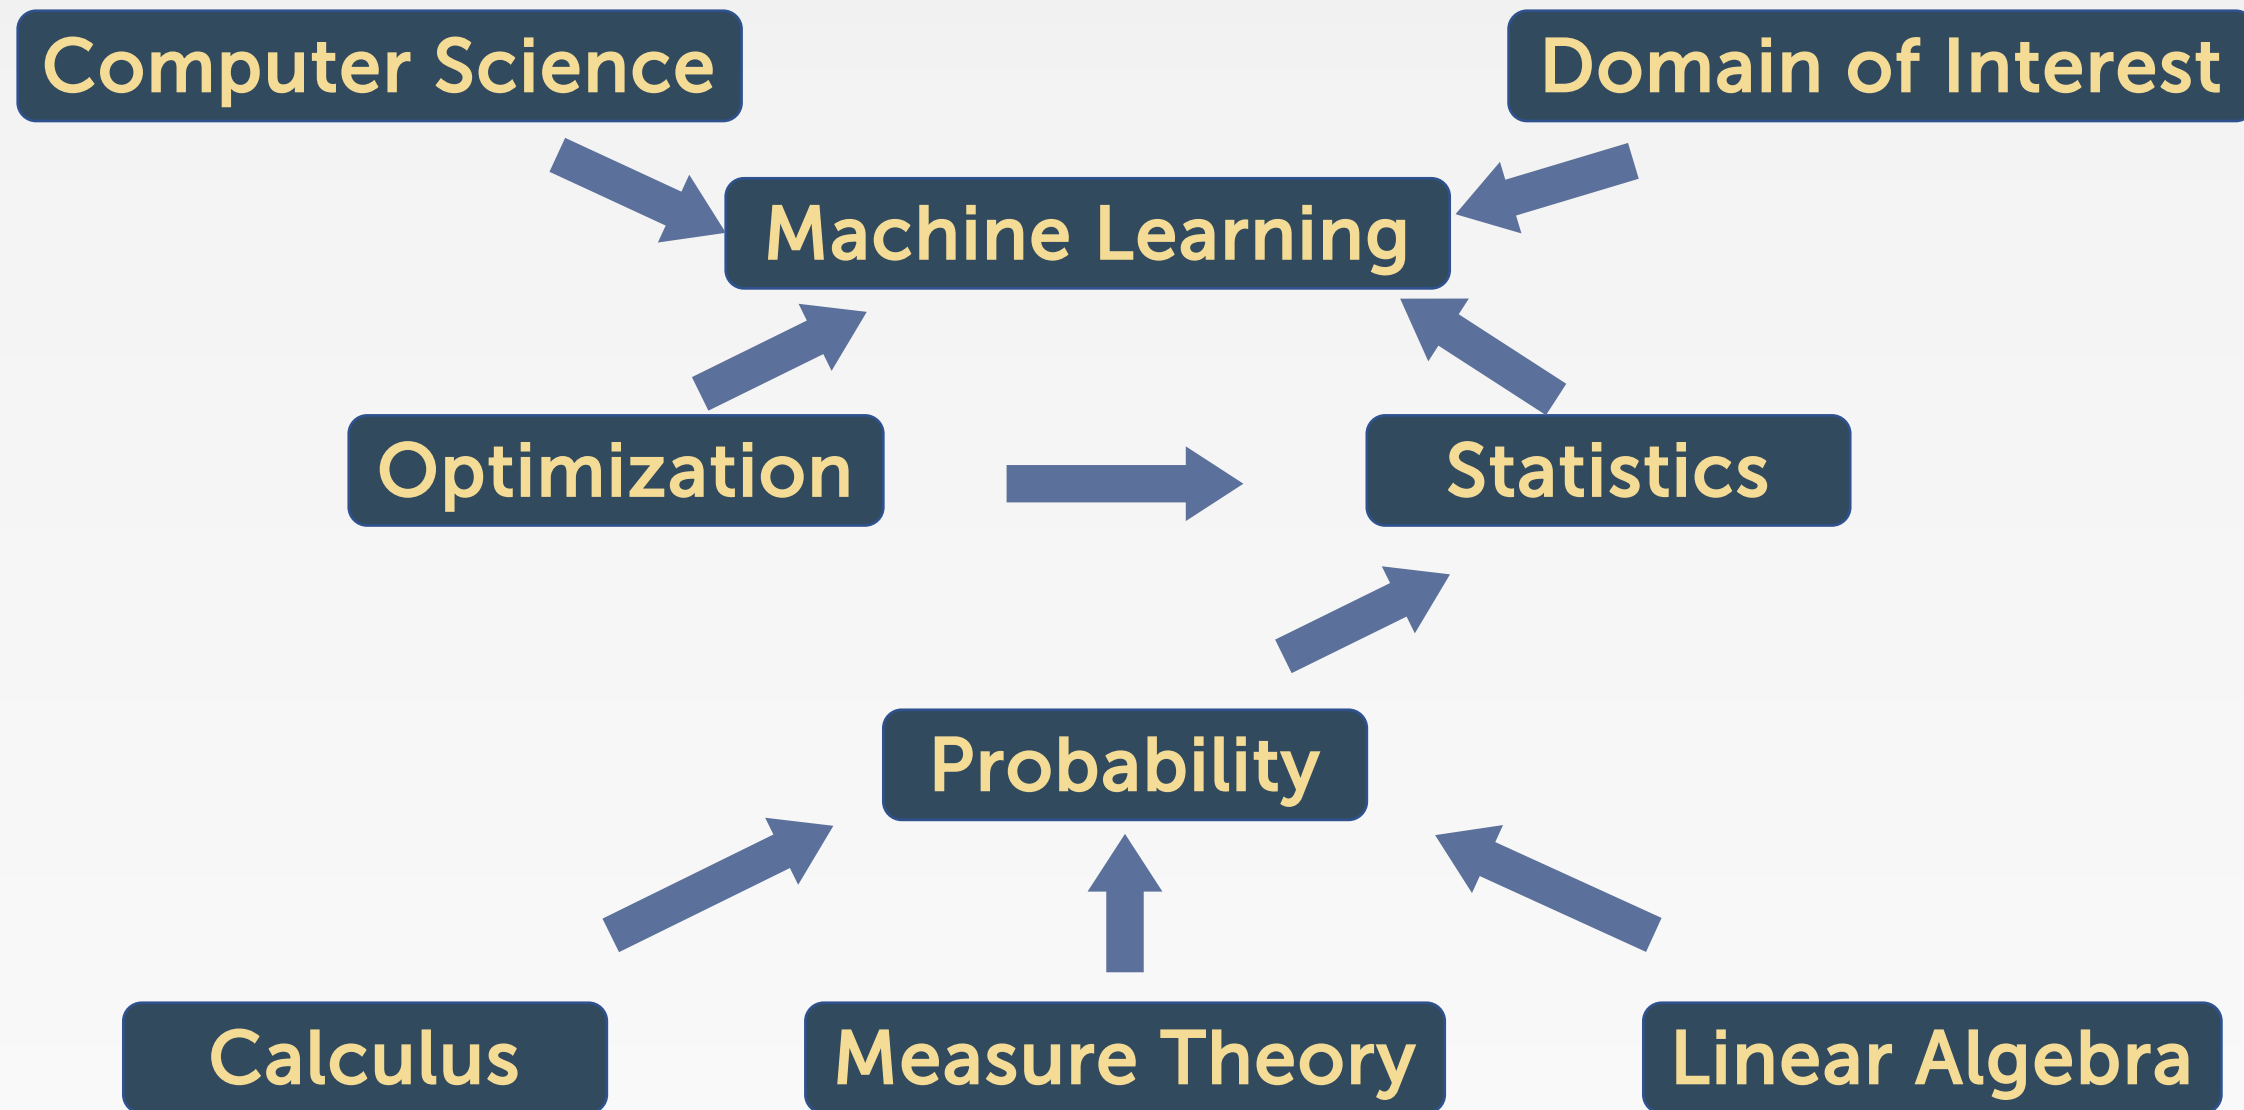 Computer Science
Domain of Interest
Machine Learning
Optimization
Statistics
Probability
Calculus
Measure Theory
Linear Algebra